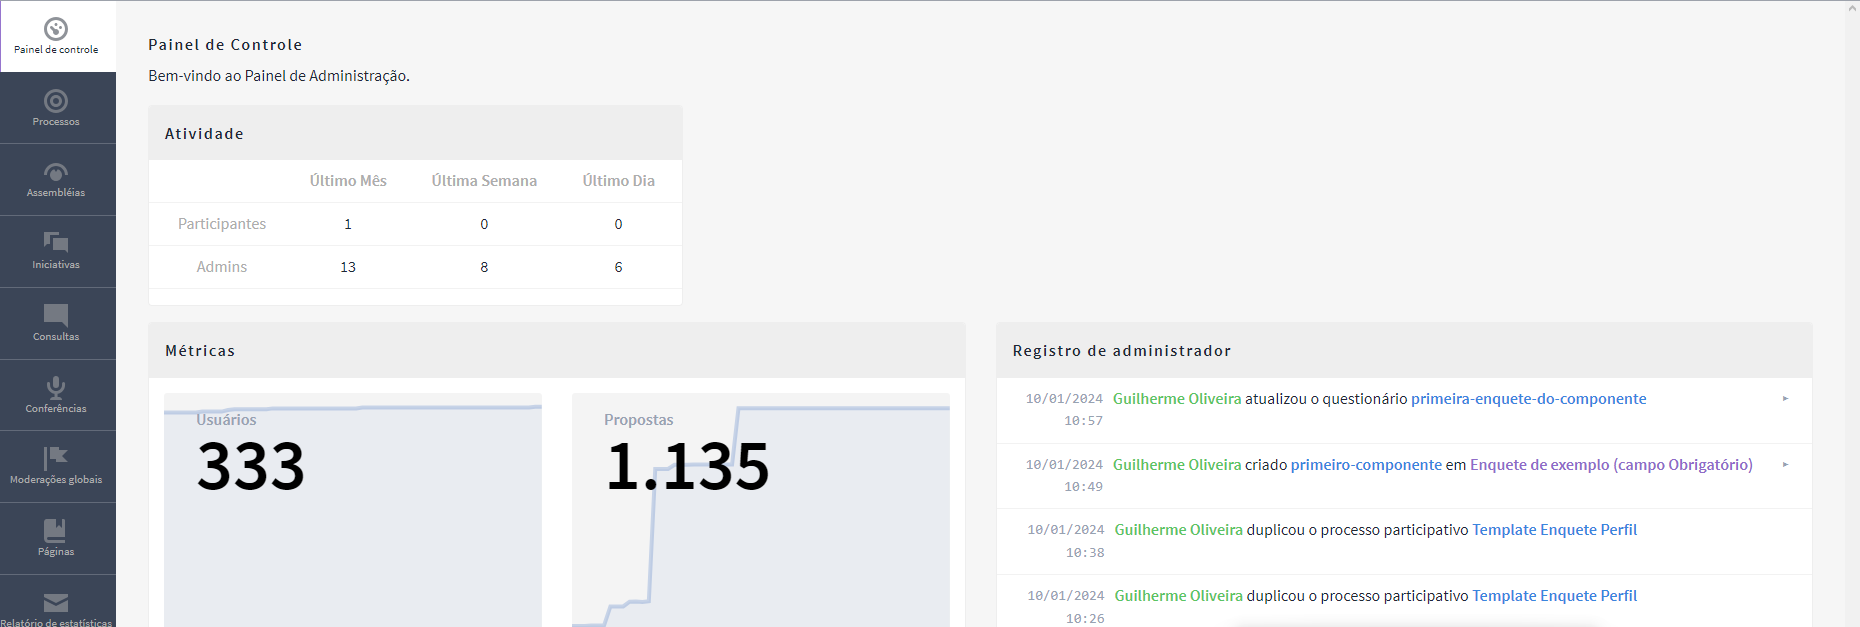 Painel de controle
Processos
Assembléias
Iniciativas
Consultas
Conferências
Moderações globais
Páginas
Relatório de estatísticas
Painel de Controle
Bem-vindo ao Painel de Administração.
Atividade
Último Mês Última Semana Último Dia
Participantes 1 0 0
Admins 13 8 6
Métricas
Usuários
333
Propostas
1.135
Registro de administrador
10/01/2024 Guilherme Oliveira atualizou o questionário primeira-enquete-do-componente
10:57
10/01/2024 Guilherme Oliveira criado primeiro-componente em Enquete de exemplo (campo Obrigatório)
10:49
10/01/2024 Guilherme Oliveira duplicou o processo participativo Template Enquete Perfil
10:38
10/01/2024 Guilherme Oliveira duplicou o processo participativo Template Enquete Perfil
10:26